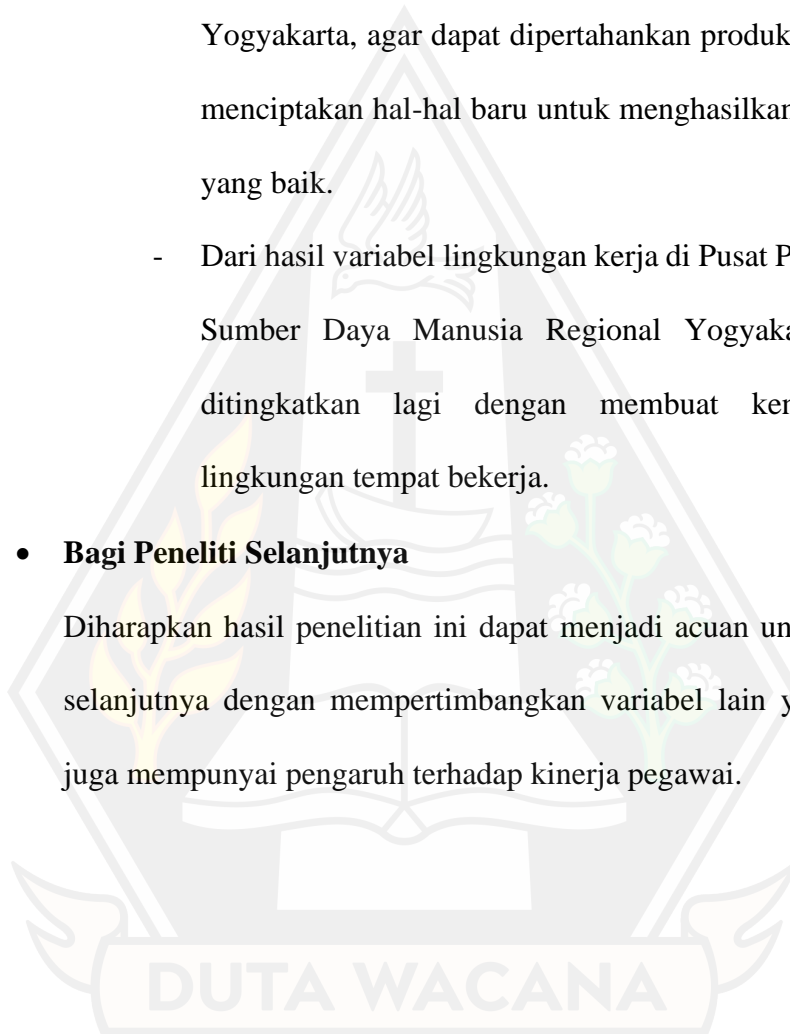 Yogyakarta, agar dapat dipertahankan produk
menciptakan hal-hal baru untuk menghasilkan
yang baik.
- Dari hasil variabel lingkungan kerja di Pusat P
Sumber Daya Manusia Regional Yogyaka
ditingkatkan lagi dengan membuat ken
lingkungan tempat bekerja.
• Bagi Peneliti Selanjutnya
Diharapkan hasil penelitian ini dapat menjadi acuan un
selanjutnya dengan mempertimbangkan variabel lain y
juga mempunyai pengaruh terhadap kinerja pegawai.
DUTA WACANA